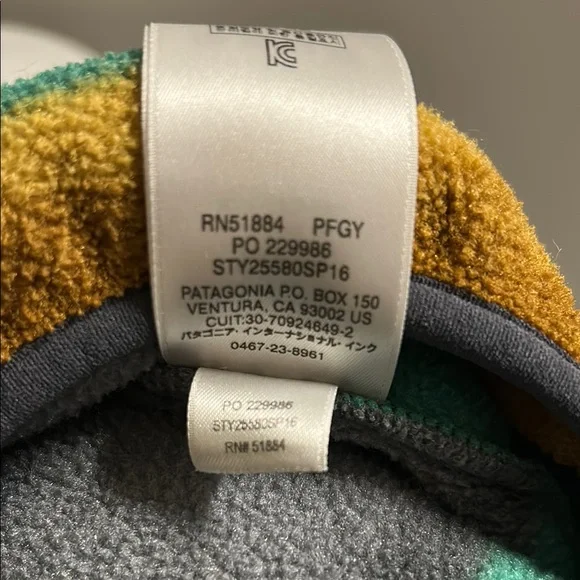 RN51884 PFGY
PO 229986
STY25580SP16
PATAGONIA P.O. BOX 150
VENTURA, CA 93002 US
CUIT:30-70924849-2
パタゴニア・インターナショナル・インク
0467-23-8961
PO 229986
STY25580SP16
RN# 51884